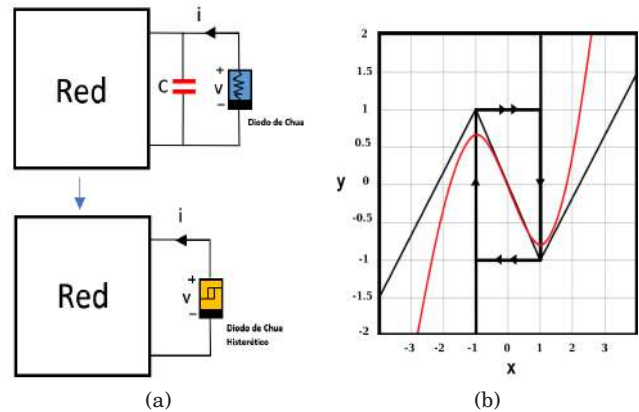 Red
i
C
+
V
−
Diodo de Chua
Red
i
+
V
−
Diodo de Chua
Histerético
(a)
2
1.5
1
0.5
y
0
-0.5
-1
-1.5
-2
-3
-2
-1
0
1
2
3
x
(b)